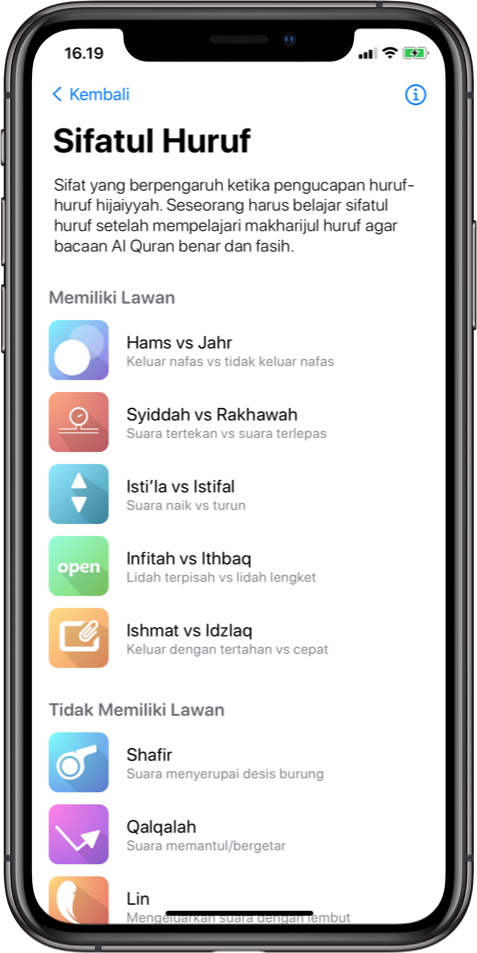 16.19
Kembali
Sifatul Huruf
Sifat yang berpengaruh ketika pengucapan huruf-
huruf hijaiyyah. Seseorang harus belajar sifatul
huruf setelah mempelajari makharijul huruf agar
bacaan Al Quran benar dan fasih.
Memiliki Lawan
Hams vs Jahr
Keluar nafas vs tidak keluar nafas
Syiddah vs Rakhawah
Suara tertekan vs suara terlepas
Isti’la vs Istifal
Suara naik vs turun
open
Infitah vs Ithbaq
Lidah terpisah vs lidah lengket
Ishmat vs Idzlaq
Keluar dengan tertahan vs cepat
Tidak Memiliki Lawan
Shafir
Suara menyerupai desis burung
Qalqalah
Suara memantul/bergetar
Lin
Mengeluarkan suara dengan lembut